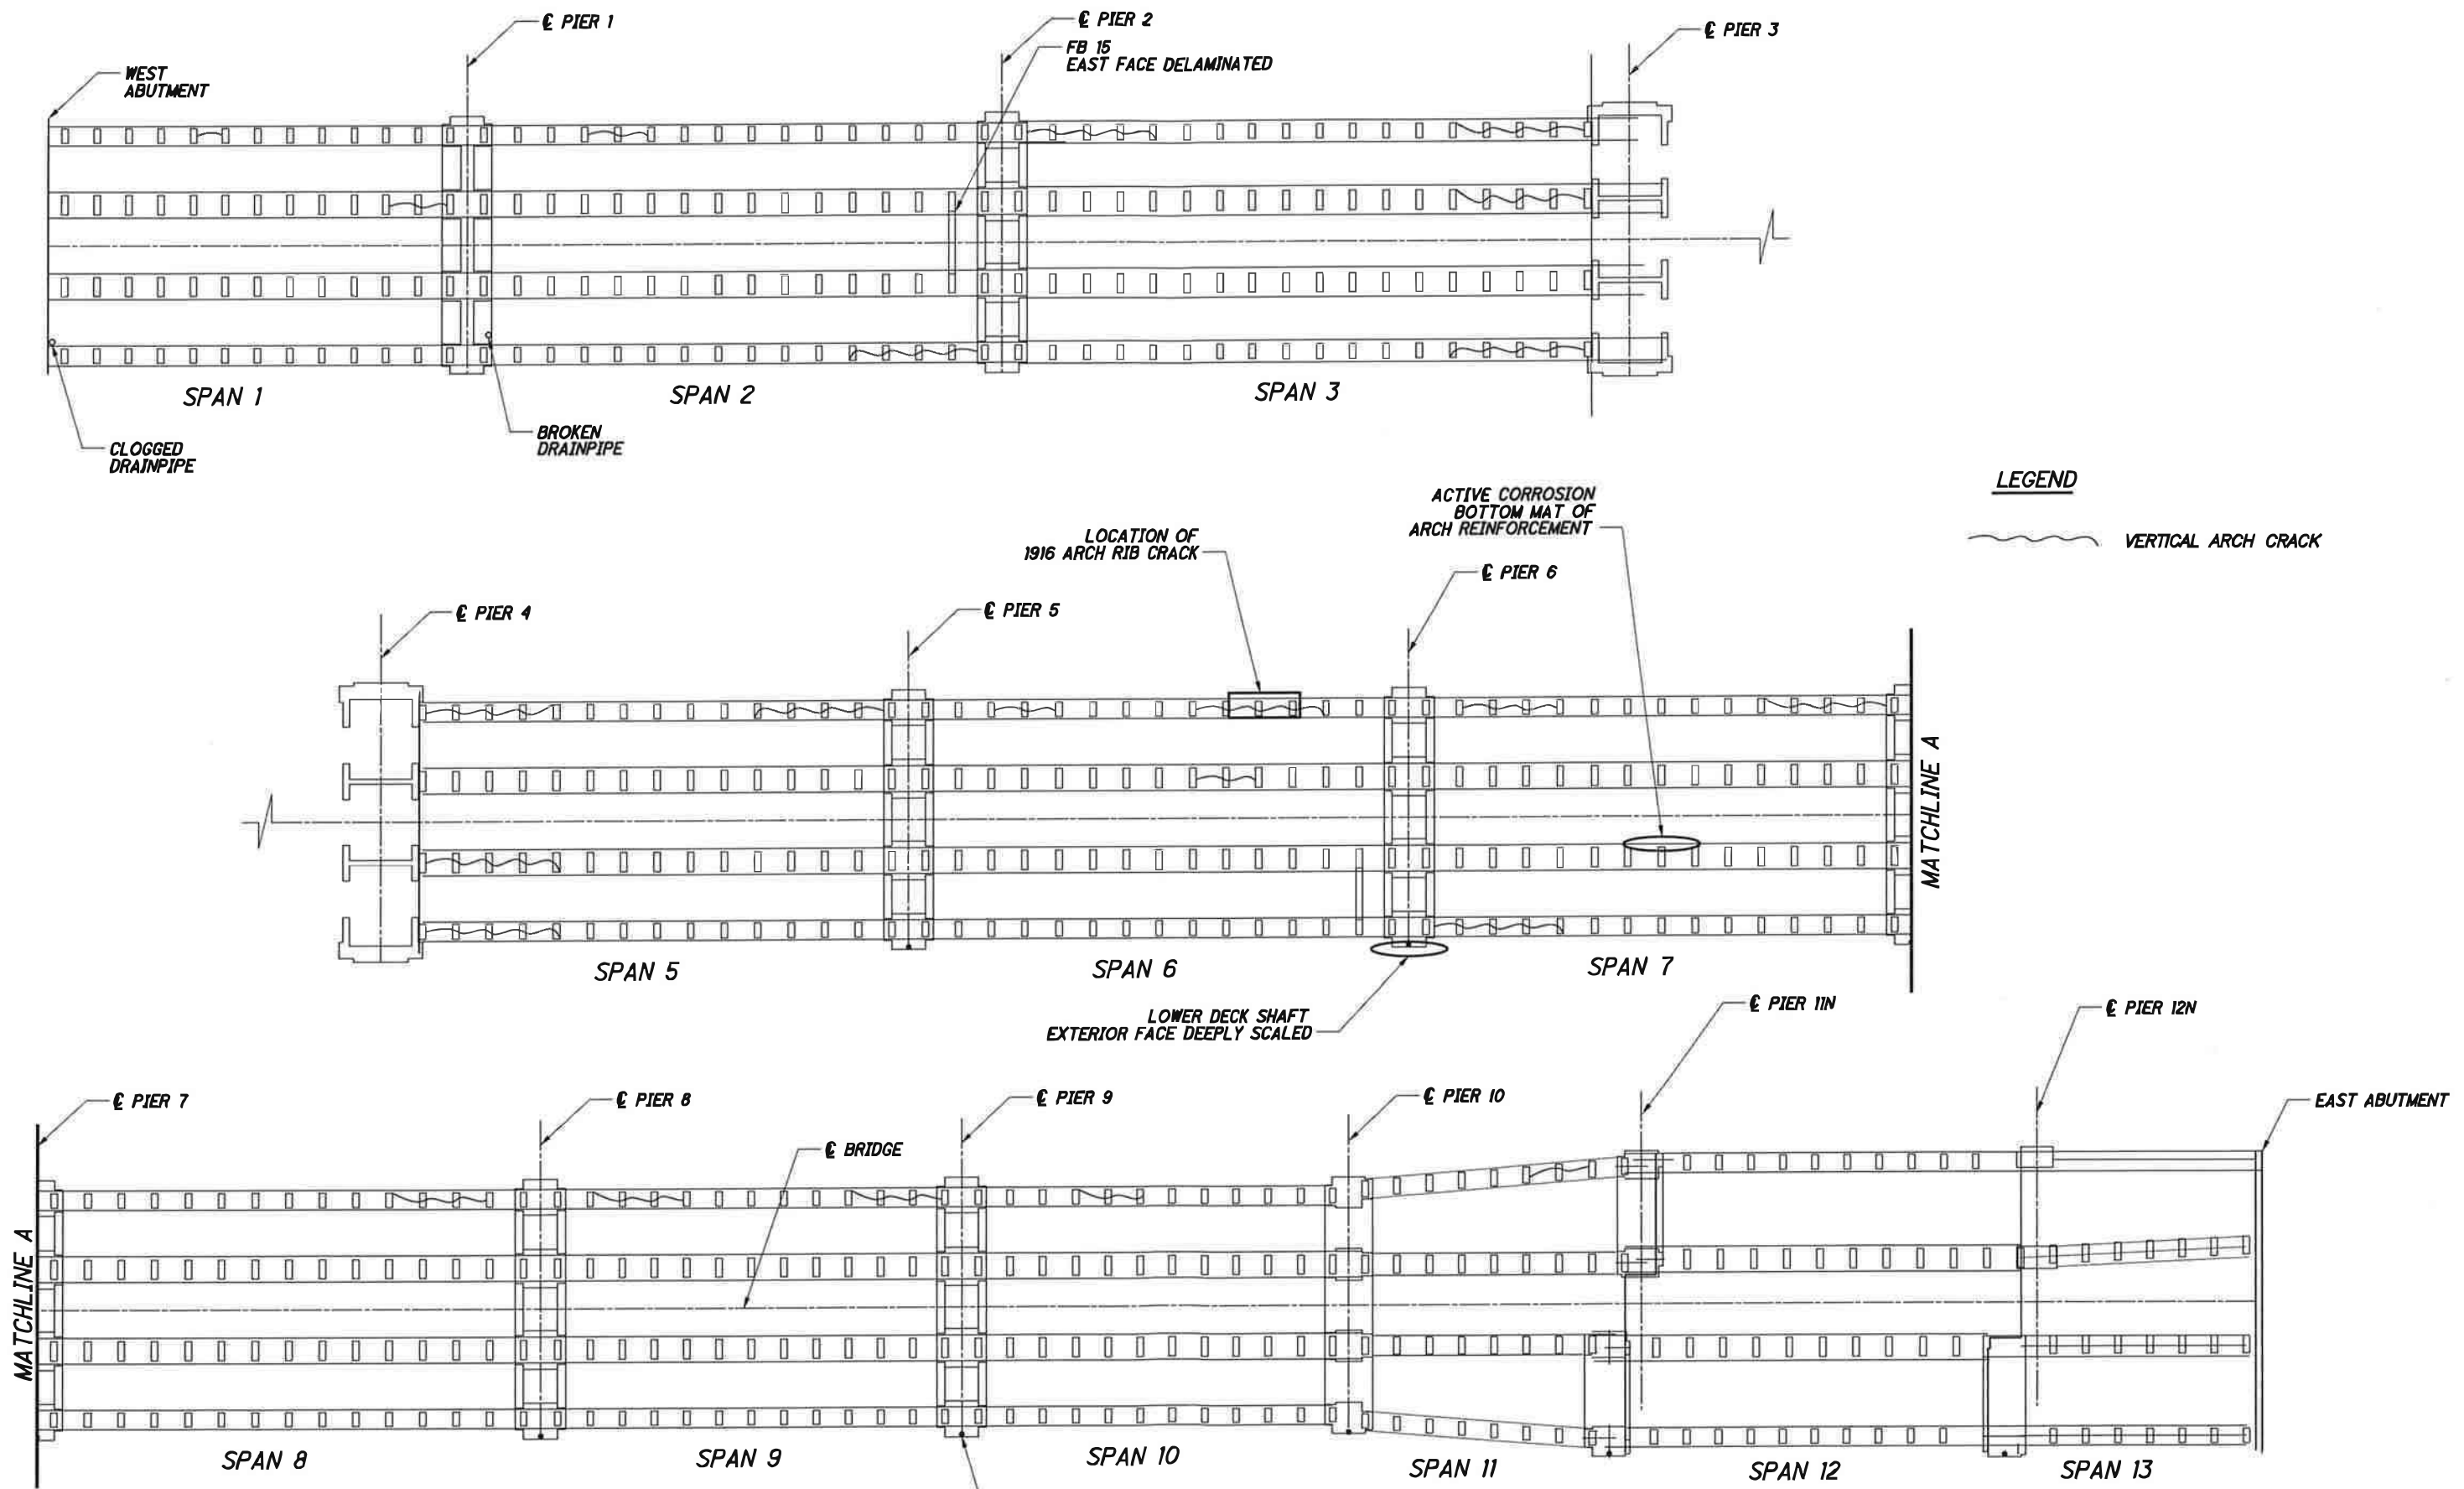 ℄ PIER 1
℄ PIER 2
FB 15
EAST FACE DELAMINATED
℄ PIER 3
WEST
ABUTMENT
SPAN 1
SPAN 2
SPAN 3
CLOGGED
DRAINPIPE
BROKEN
DRAINPIPE
LEGEND
VERTICAL ARCH CRACK
ACTIVE CORROSION
BOTTOM MAT OF
ARCH REINFORCEMENT
LOCATION OF
1916 ARCH RIB CRACK
℄ PIER 4
℄ PIER 5
℄ PIER 6
MATCHLINE A
SPAN 5
SPAN 6
SPAN 7
LOWER DECK SHAFT
EXTERIOR FACE DEEPLY SCALED
℄ PIER 7
℄ PIER 8
℄ BRIDGE
℄ PIER 9
℄ PIER 10
℄ PIER 11N
℄ PIER 12N
EAST ABUTMENT
MATCHLINE A
SPAN 8
SPAN 9
SPAN 10
SPAN 11
SPAN 12
SPAN 13